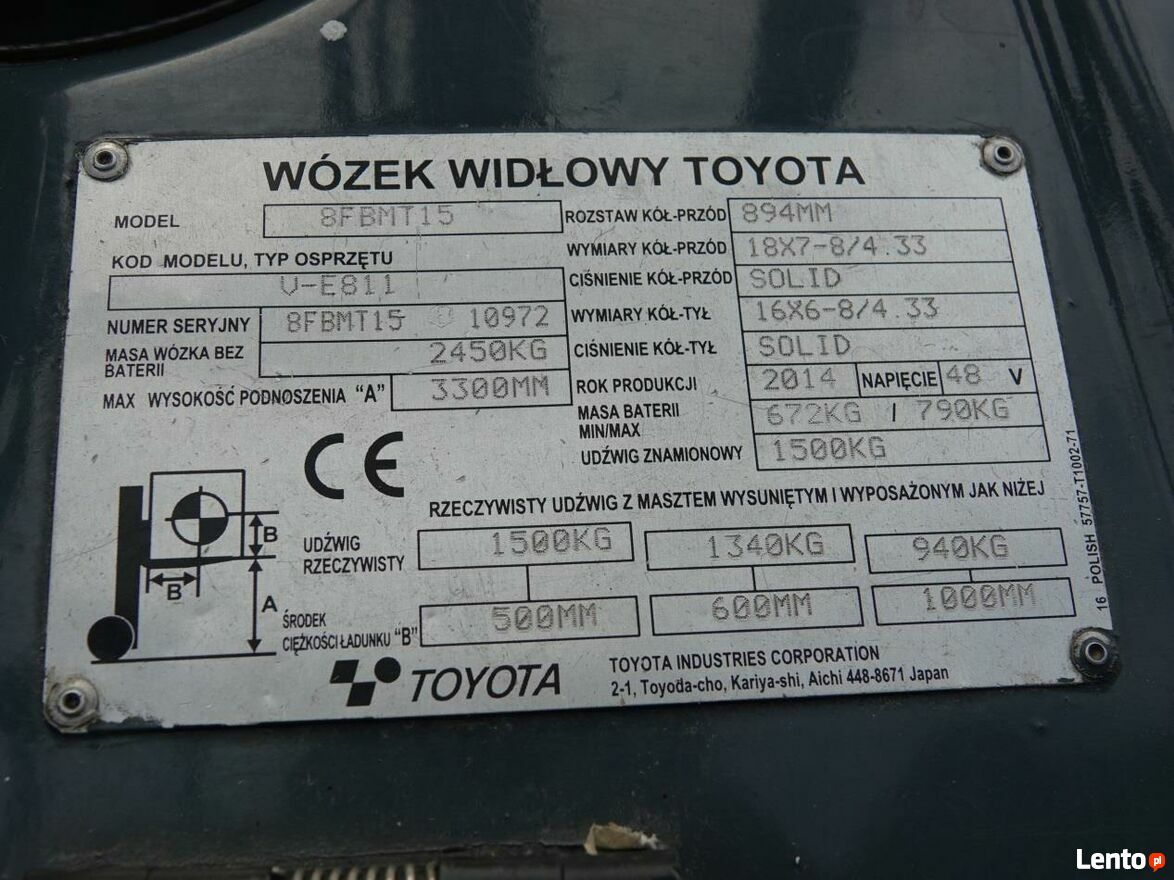 WÓZEK WIDŁOWY TOYOTA
MODEL 8FBMT15
KOD MODELU, TYP OSPRZĘTU
V-E811
NUMER SERYJNY 8FBMT15 10972
MASA WÓZKA BEZ BATERII 2450KG
MAX WYSOKOŚĆ PODNOSZENIA "A" 3300MM
ROZSTAW KÓŁ-PRZÓD 894MM
WYMIARY KÓŁ-PRZÓD 18X7-8/4.33
CIŚNIENIE KÓŁ-PRZÓD SOLID
WYMIARY KÓŁ-TYŁ 16X6-8/4.33
CIŚNIENIE KÓŁ-TYŁ SOLID
ROK PRODUKCJI 2014 NAPIĘCIE 48 V
MASA BATERII MIN/MAX 672KG / 790KG
UDŹWIG ZNAMIONOWY 1500KG
CE
RZECZYWISTY UDŹWIG Z MASZTEM WYSUNIĘTYM I WYPOSAŻONYM JAK NIŻEJ
UDŹWIG RZECZYWISTY 1500KG 1340KG 940KG
ŚRODEK CIĘŻKOŚCI ŁADUNKU "B" 500MM 600MM 1000MM
B
B
A
TOYOTA
TOYOTA INDUSTRIES CORPORATION
2-1, Toyoda-cho, Kariya-shi, Aichi 448-8671 Japan
16 POLISH 57757-T1002-71
Lento.pl